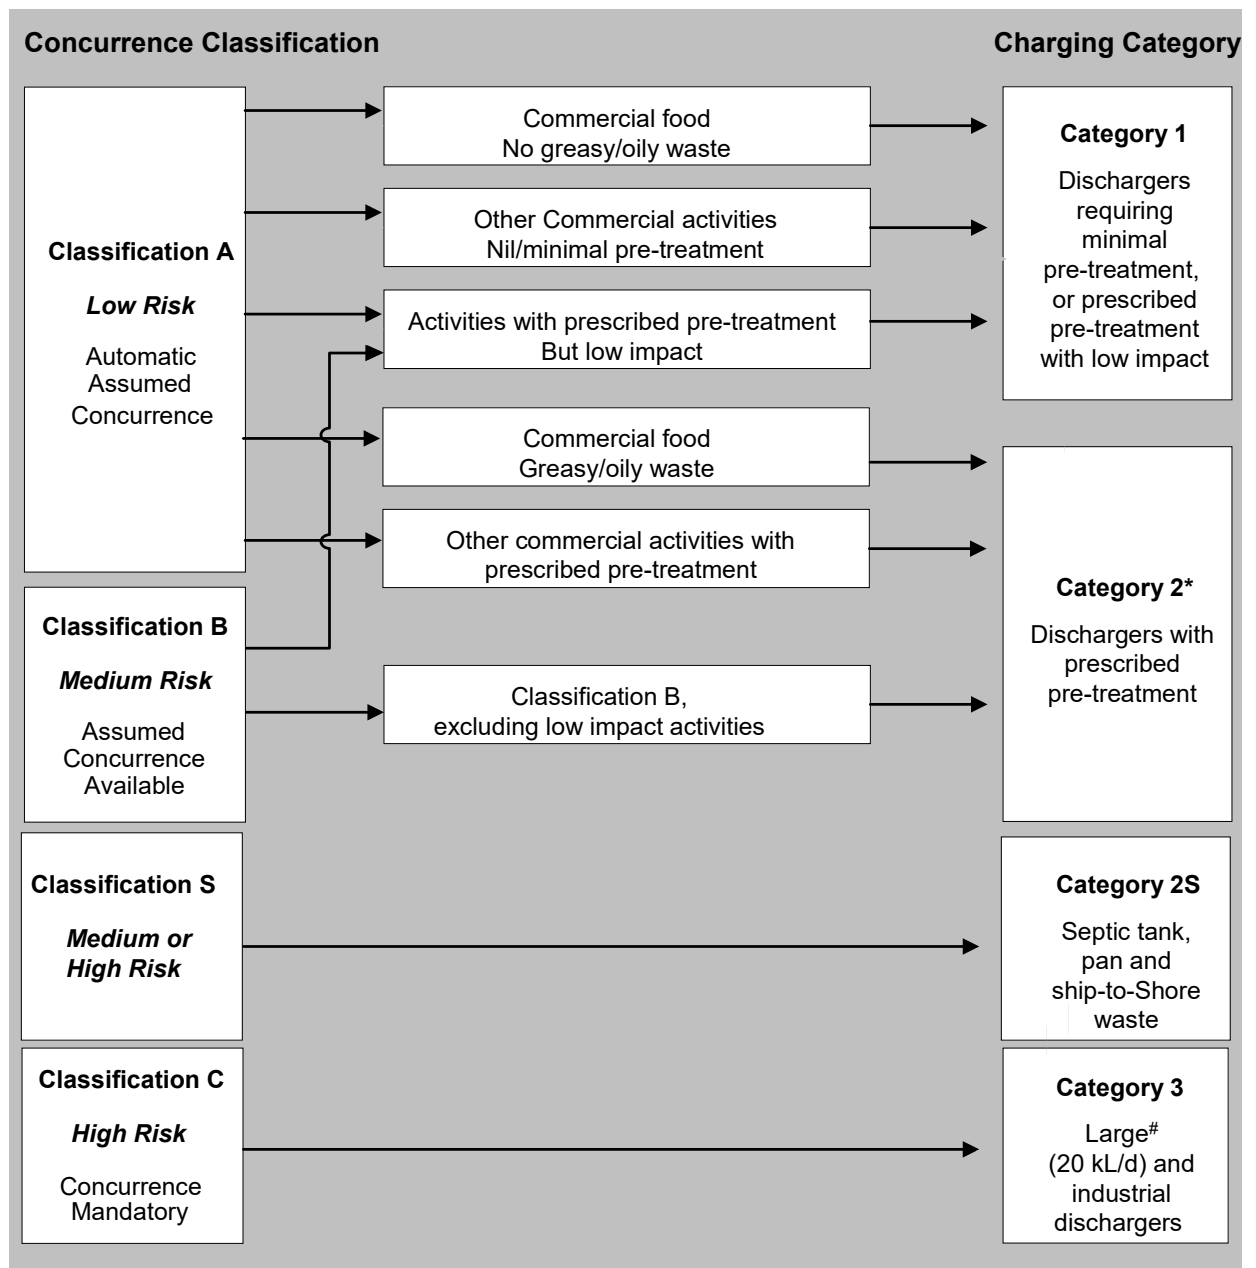 Concurrence Classification
Charging Category
Classification A
Low Risk
Automatic
Assumed
Concurrence
Commercial food
No greasy/oily waste
Other Commercial activities
Nil/minimal pre-treatment
Activities with prescribed pre-treatment
But low impact
Commercial food
Greasy/oily waste
Other commercial activities with
prescribed pre-treatment
Category 1
Dischargers
requiring
minimal
pre-treatment,
or prescribed
pre-treatment
with low impact
Classification B
Medium Risk
Assumed
Concurrence
Available
Classification B,
excluding low impact activities
Category 2*
Dischargers with
prescribed
pre-treatment
Classification S
Medium or
High Risk
Category 2S
Septic tank,
pan and
ship-to-Shore
waste
Classification C
High Risk
Concurrence
Mandatory
Category 3
Large#
(20 kL/d) and
industrial
dischargers